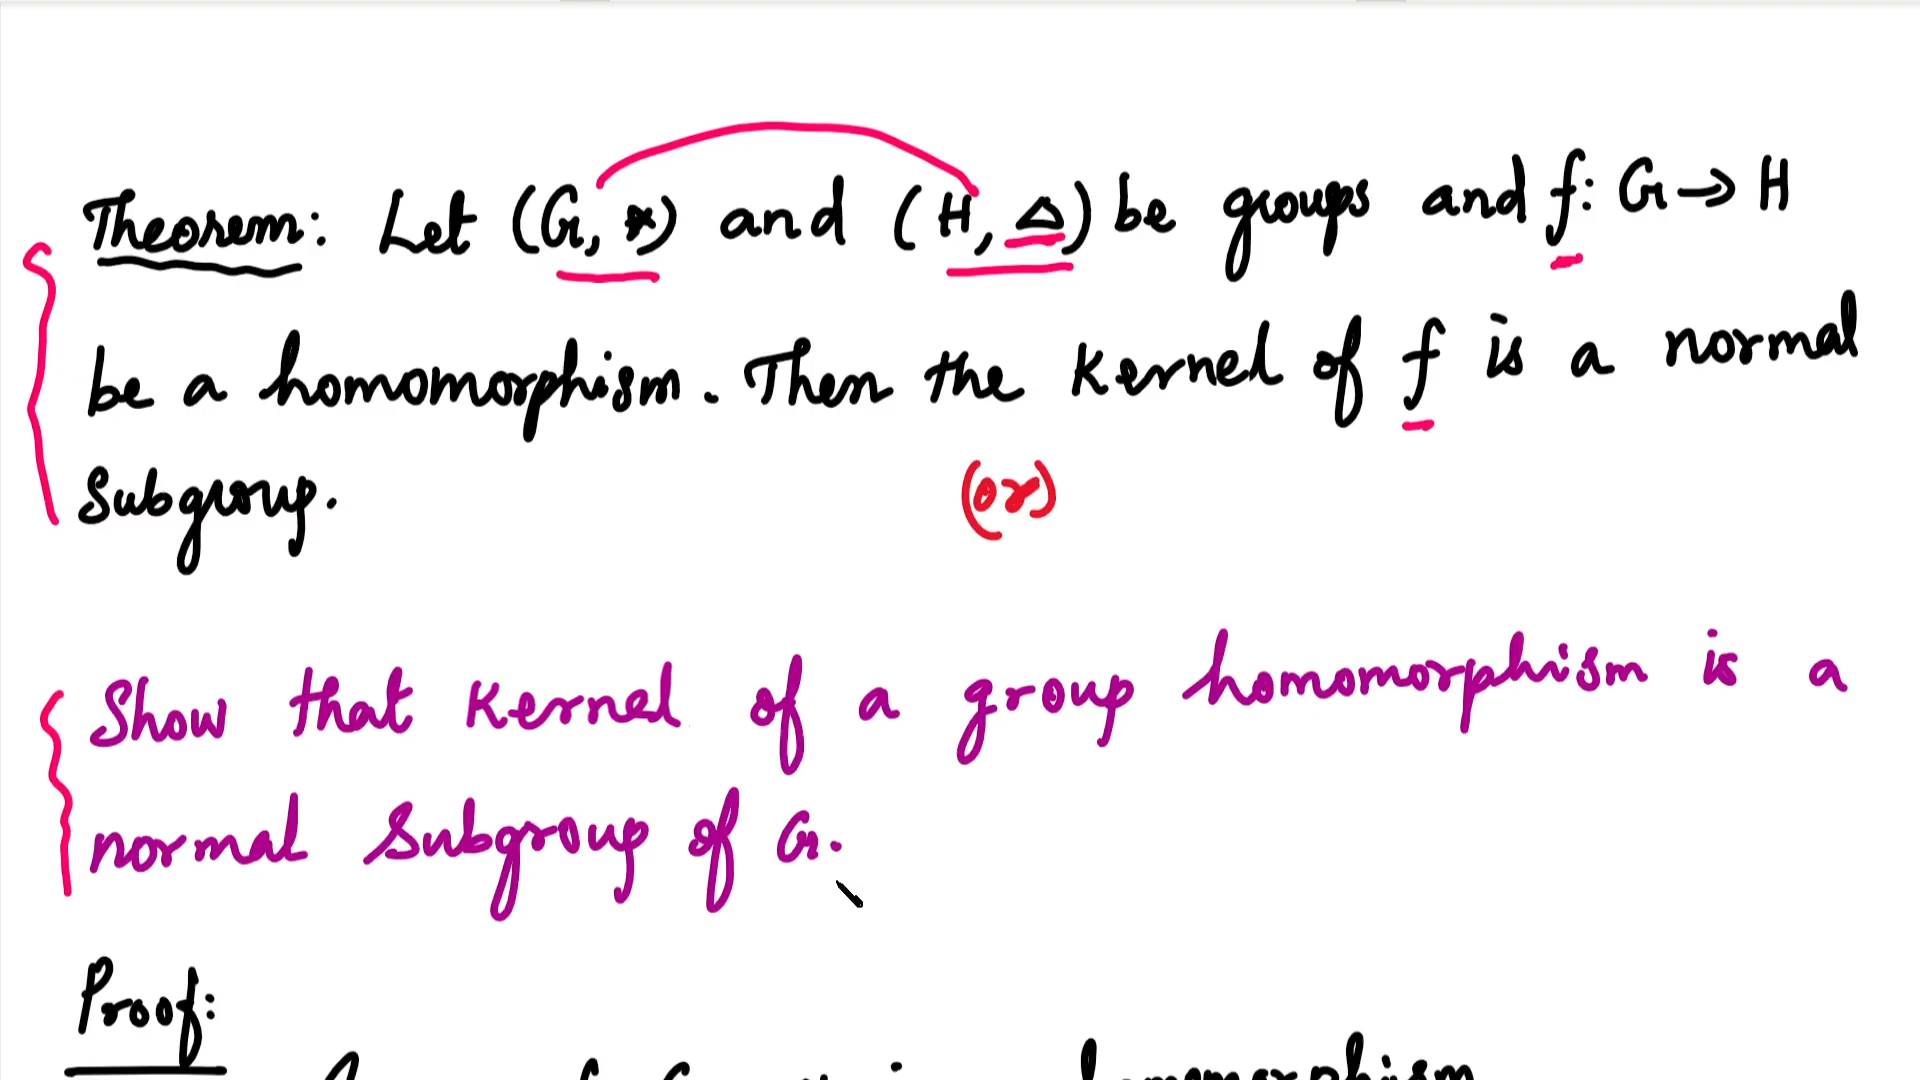 Theorem: Let (G, *) and (H, Δ) be groups and f: G→H
be a homomorphism. Then the Kernel of f is a normal
Subgroup.
(or)
Show that Kernel of a group homomorphism is a
normal Subgroup of G.
Proof:
homomorphism